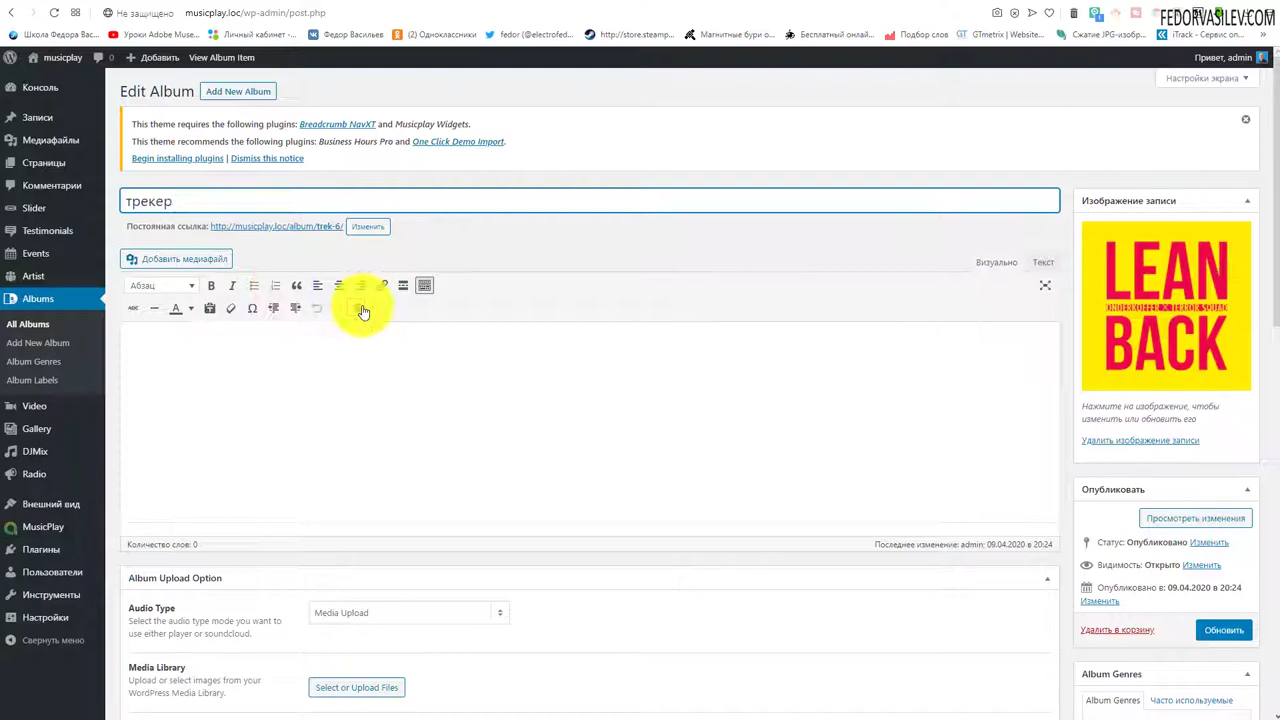 Не защищено musicplay.loc/wp-admin/post.php
FEDORVASILEV.COM
Школа Федора Вас... Уроки Adobe Muse... Личный кабинет -... Федор Васильев (2) Одноклассники fedor (@electrofed... http://store.steamp... Магнитные бури о... Бесплатный онлай... Подбор слов GTmetrix | Website... Сжатие JPG-изобр... iTrack - Сервис оп...
musicplay 0 Добавить View Album Item Привет, admin
Настройки экрана
Консоль
Записи
Медиафайлы
Страницы
Комментарии
Slider
Testimonials
Events
Artist
Albums
All Albums
Add New Album
Album Genres
Album Labels
Video
Gallery
DJMix
Radio
Внешний вид
MusicPlay
Плагины
Пользователи
Инструменты
Настройки
Свернуть меню
Edit Album Add New Album
This theme requires the following plugins: Breadcrumb NavXT and Musicplay Widgets.
This theme recommends the following plugins: Business Hours Pro and One Click Demo Import.
Begin installing plugins | Dismiss this notice
трекер
Постоянная ссылка: http://musicplay.loc/album/trek-6/ Изменить
Добавить медиафайл
Визуально Текст
Абзац
Количество слов: 0 Последнее изменение: admin; 09.04.2020 в 20:24
Album Upload Option
Audio Type
Select the audio type mode you want to
use either player or soundcloud.
Media Upload
Media Library
Upload or select images from your
WordPress Media Library.
Select or Upload Files
Изображение записи
LEAN
ONDERKOFFER x TERROR SQUAD
BACK
Нажмите на изображение, чтобы
изменить или обновить его
Удалить изображение записи
Опубликовать
Просмотреть изменения
Статус: Опубликовано Изменить
Видимость: Открыто Изменить
Опубликовано в: 09.04.2020 в 20:24
Изменить
Удалить в корзину Обновить
Album Genres
Album Genres Часто используемые